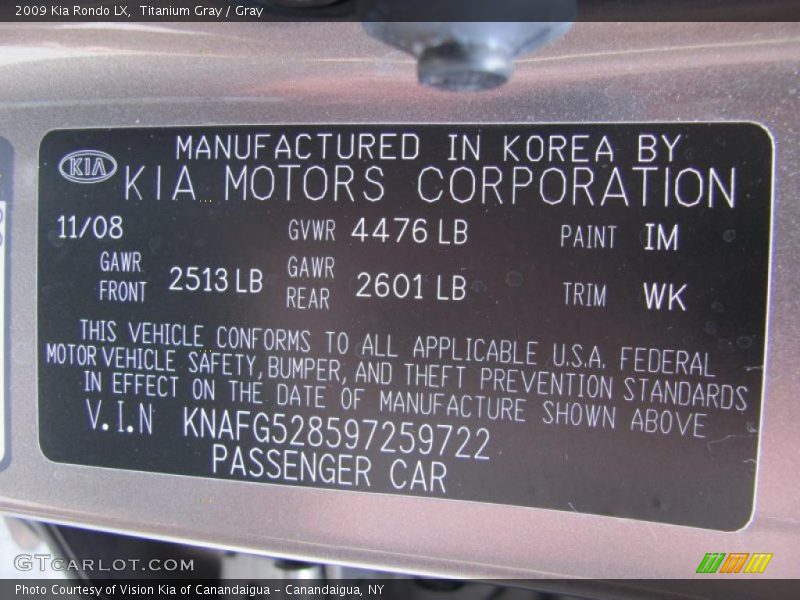 2009 Kia Rondo LX, Titanium Gray / Gray
KIA
MANUFACTURED IN KOREA BY
KIA MOTORS CORPORATION
11/08 GVWR 4476 LB PAINT IM
GAWR FRONT 2513 LB GAWR REAR 2601 LB TRIM WK
THIS VEHICLE CONFORMS TO ALL APPLICABLE U.S.A. FEDERAL
MOTOR VEHICLE SAFETY, BUMPER, AND THEFT PREVENTION STANDARDS
IN EFFECT ON THE DATE OF MANUFACTURE SHOWN ABOVE
V.I.N KNAFG528597259722
PASSENGER CAR
GTCARLOT.COM
Photo Courtesy of Vision Kia of Canandaigua - Canandaigua, NY